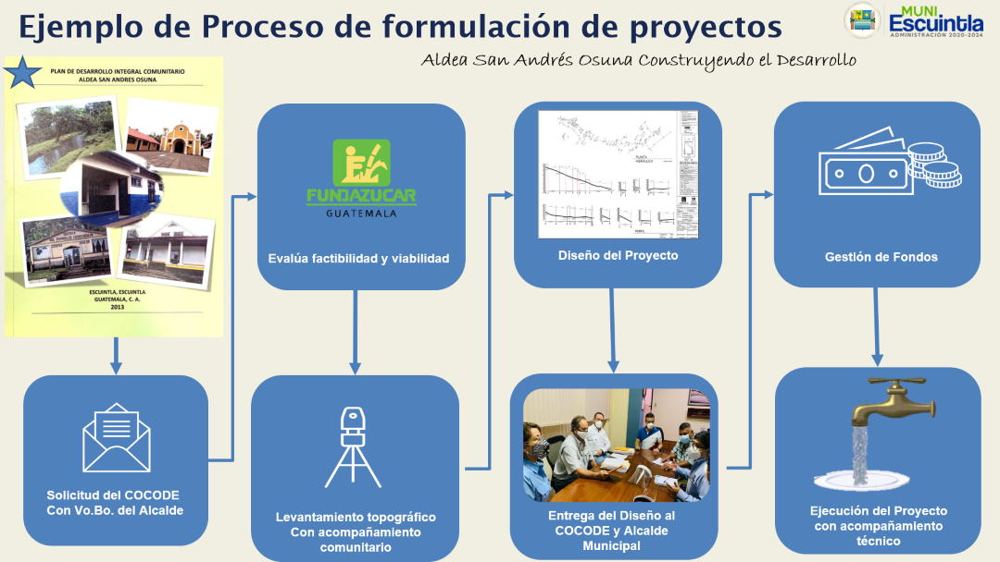 Ejemplo de Proceso de formulación de proyectos
MUNI
Escuintla
ADMINISTRACIÓN 2020-2024
Aldea San Andrés Osuna Construyendo el Desarrollo
PLAN DE DESARROLLO INTEGRAL COMUNITARIO
ALDEA SAN ANDRES OSUNA
ESCUINTLA, ESCUINTLA
GUATEMALA, C. A.
2013
Solicitud del COCODE
Con Vo.Bo. del Alcalde
FUNDAZUCAR
GUATEMALA
Evalúa factibilidad y viabilidad
Levantamiento topográfico
Con acompañamiento
comunitario
PLANTA
PERFIL
Diseño del Proyecto
Entrega del Diseño al
COCODE y Alcalde
Municipal
Gestión de Fondos
Ejecución del Proyecto
con acompañamiento
técnico